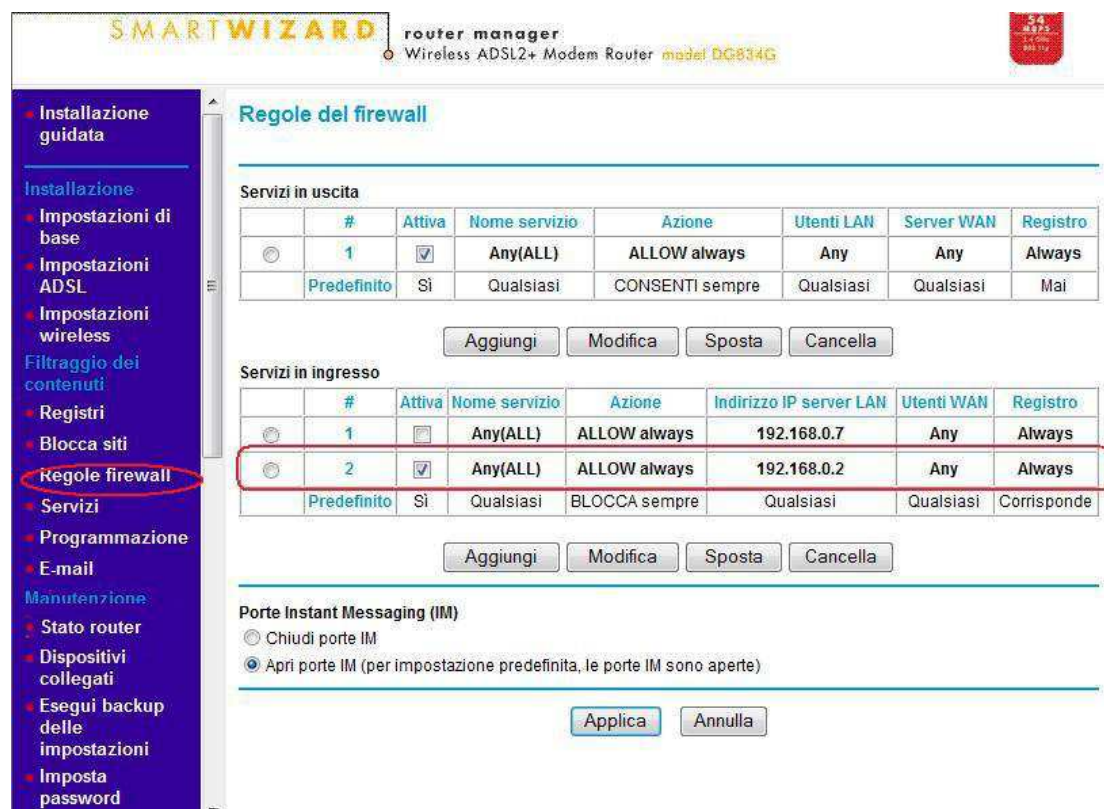 SMARTWIZARD router manager
Wireless ADSL2+ Modem Router model DG834G
54
Installazione
guidata
Installazione
Impostazioni di
base
Impostazioni
ADSL
Impostazioni
wireless
Filtraggio dei
contenuti
Registri
Blocca siti
Regole firewall
Servizi
Programmazione
E-mail
Manutenzione
Stato router
Dispositivi
collegati
Esegui backup
delle
impostazioni
Imposta
password
Regole del firewall
Servizi in uscita
# Attiva Nome servizio Azione Utenti LAN Server WAN Registro
1 Any(ALL) ALLOW always Any Any Always
Predefinito Sì Qualsiasi CONSENTI sempre Qualsiasi Qualsiasi Mai
Aggiungi Modifica Sposta Cancella
Servizi in ingresso
# Attiva Nome servizio Azione Indirizzo IP server LAN Utenti WAN Registro
1 Any(ALL) ALLOW always 192.168.0.7 Any Always
2 Any(ALL) ALLOW always 192.168.0.2 Any Always
Predefinito Sì Qualsiasi BLOCCA sempre Qualsiasi Qualsiasi Corrisponde
Aggiungi Modifica Sposta Cancella
Porte Instant Messaging (IM)
Chiudi porte IM
Apri porte IM (per impostazione predefinita, le porte IM sono aperte)
Applica Annulla